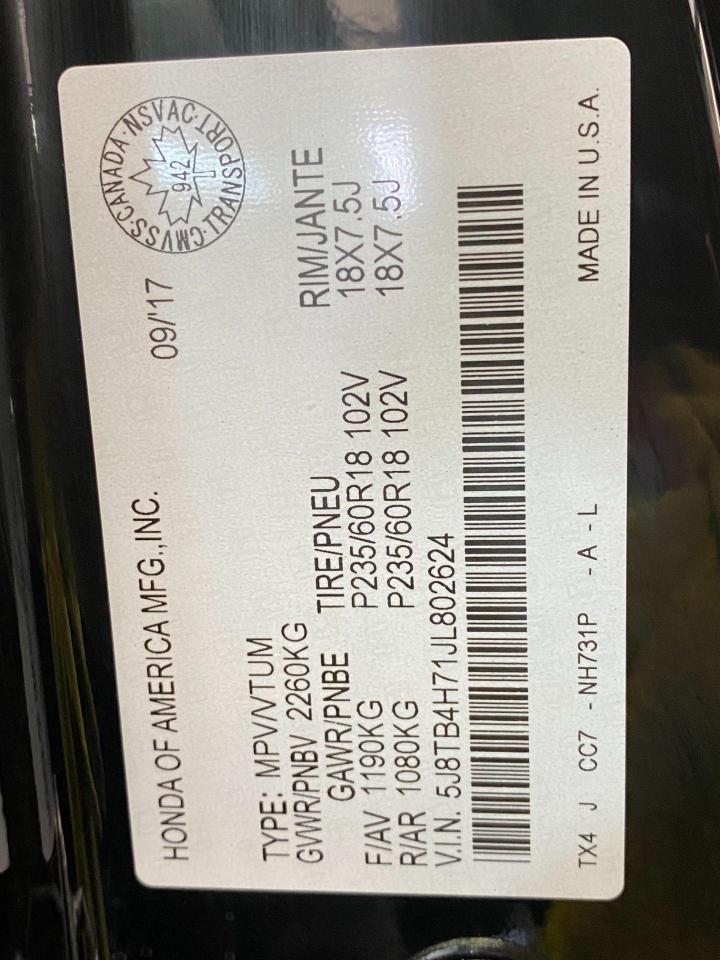 HONDA OF AMERICA MFG.,INC. 09/'17
CMVSS·CANADA·NSVAC·TRANSPORT
942
TYPE: MPV/VTUM
GVWR/PNBV 2260KG
GAWR/PNBE TIRE/PNEU RIM/JANTE
F/AV 1190KG P235/60R18 102V 18X7.5J
R/AR 1080KG P235/60R18 102V 18X7.5J
V.I.N. 5J8TB4H71JL802624
TX4 J CC7 - NH731P - A - L MADE IN U.S.A.